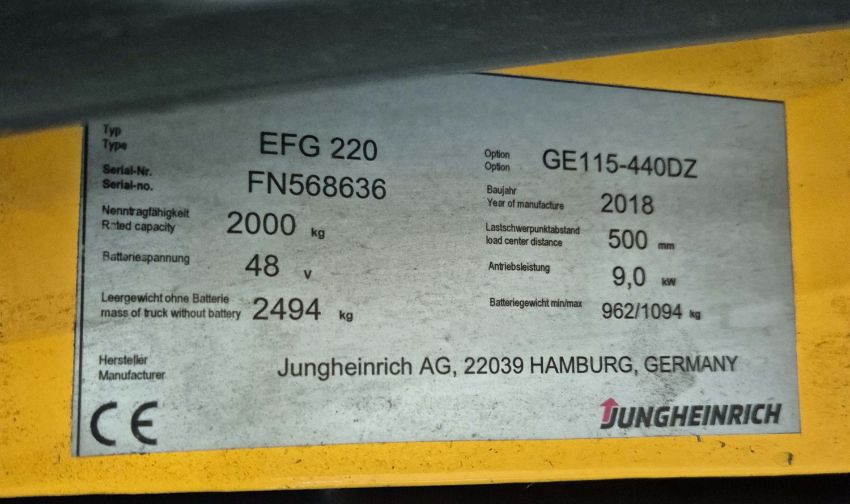 Typ
Type EFG 220
Option
Option GE115-440DZ
Serial-Nr.
Serial-no. FN568636
Baujahr
Year of manufacture 2018
Nenntragfähigkeit
Rated capacity 2000 kg
Lastschwerpunktabstand
load center distance 500 mm
Batteriespannung 48 v
Antriebsleistung 9,0 kW
Leergewicht ohne Batterie
mass of truck without battery 2494 kg
Batteriegewicht min/max 962/1094 kg
Hersteller
Manufacturer Jungheinrich AG, 22039 HAMBURG, GERMANY
CE
JUNGHEINRICH